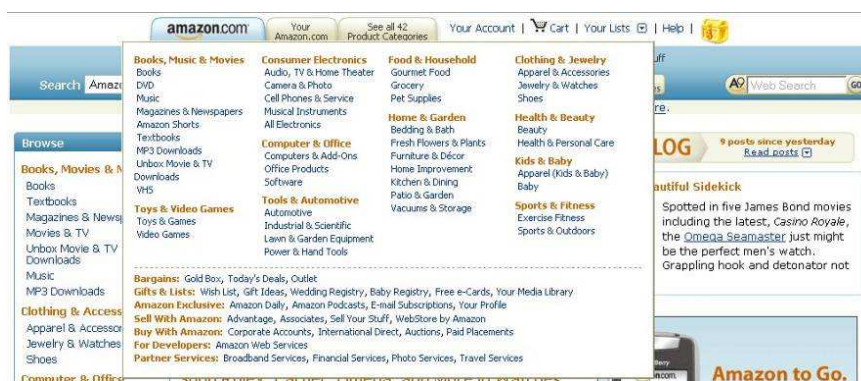 amazon.com
Your Amazon.com
See all 42 Product Categories
Your Account | Cart | Your Lists | Help |
Search
A9 Web Search GO
Browse
Books, Movies &
Books
Textbooks
Magazines &
Movies & TV
Unbox Movie & TV
Downloads
Music
MP3 Downloads
Clothing &
Apparel &
Jewelry & Watches
Shoes
Computer & Office
Books, Music & Movies
Books
DVD
Music
Magazines & Newspapers
Amazon Shorts
Textbooks
MP3 Downloads
Unbox Movie & TV
Downloads
VHS
Toys & Video Games
Toys & Games
Video Games
Consumer Electronics
Audio, TV & Home Theater
Camera & Photo
Cell Phones & Service
Musical Instruments
All Electronics
Computer & Office
Computers & Add-Ons
Office Products
Software
Tools & Automotive
Automotive
Industrial & Scientific
Lawn & Garden Equipment
Power & Hand Tools
Food & Household
Gourmet Food
Grocery
Pet Supplies
Home & Garden
Bedding & Bath
Fresh Flowers & Plants
Furniture & Décor
Home Improvement
Kitchen & Dining
Patio & Garden
Vacuums & Storage
Clothing & Jewelry
Apparel & Accessories
Jewelry & Watches
Shoes
Health & Beauty
Beauty
Health & Personal Care
Kids & Baby
Apparel (Kids & Baby)
Baby
Sports & Fitness
Exercise Fitness
Sports & Outdoors
Bargains: Gold Box, Today's Deals, Outlet
Gifts & Lists: Wish List, Gift Ideas, Wedding Registry, Baby Registry, Free e-Cards, Your Media Library
Amazon Exclusive: Amazon Daily, Amazon Podcasts, E-mail Subscriptions, Your Profile
Sell With Amazon: Advantage, Associates, Sell Your Stuff, WebStore by Amazon
Buy With Amazon: Corporate Accounts, International Direct, Auctions, Paid Placements
For Developers: Amazon Web Services
Partner Services: Broadband Services, Financial Services, Photo Services, Travel Services
LOG
9 posts since yesterday
Read posts
Sidekick
Spotted in five James Bond movies
including the latest, Casino Royale,
the Omega Seamaster just might
be the perfect men's watch.
Grappling hook and detonator not
Amazon to Go.